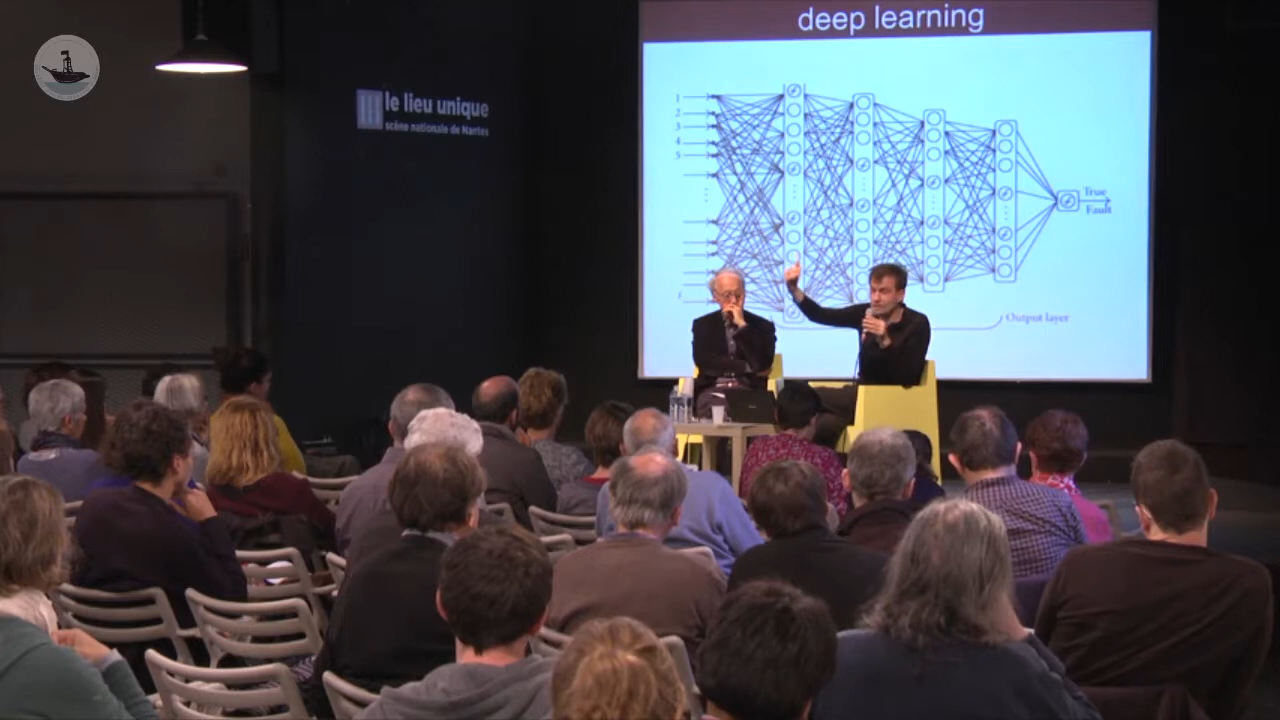 deep learning
le lieu unique
scène nationale de Nantes
1
2
3
4
5
True
Fault
Output layer